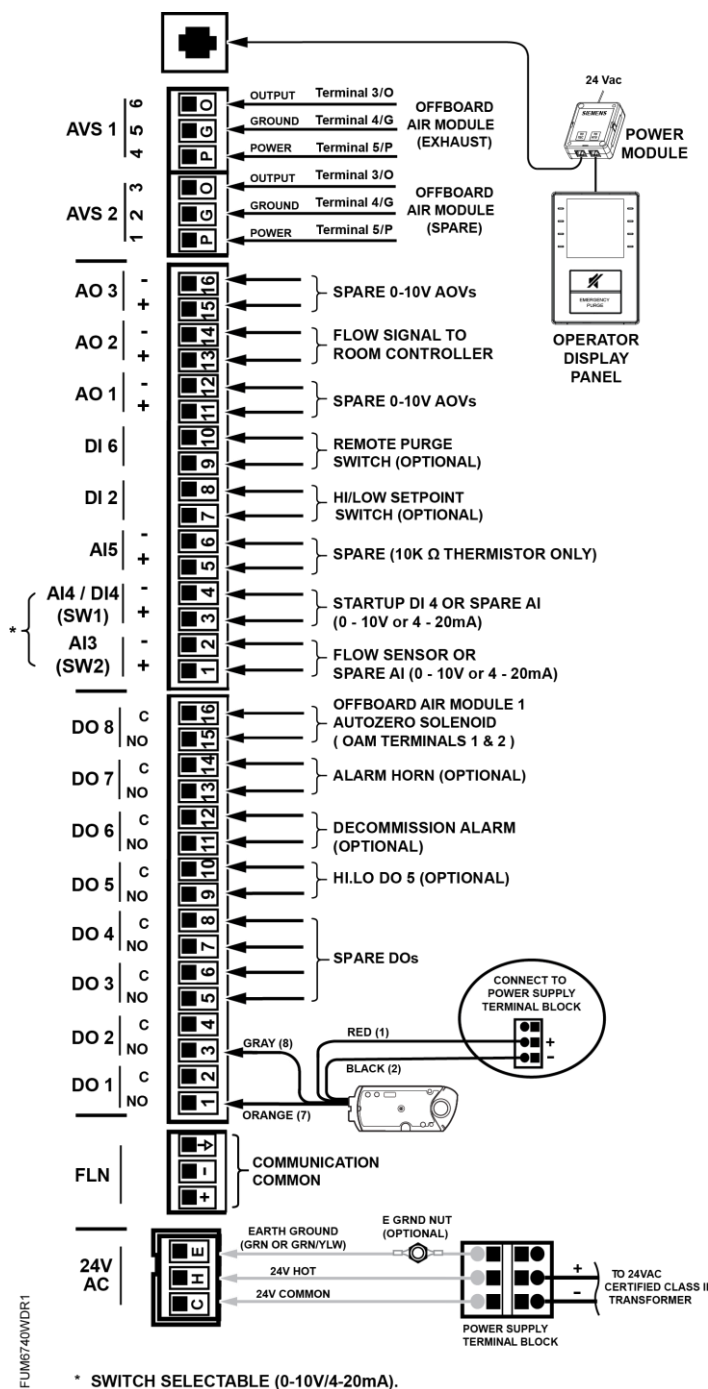 24 Vac
SIEMENS
POWER
MODULE
EMERGENCY
PURGE
OPERATOR
DISPLAY
PANEL
AVS 1
6 O OUTPUT Terminal 3/O
5 G GROUND Terminal 4/G
4 P POWER Terminal 5/P
OFFBOARD
AIR MODULE
(EXHAUST)
AVS 2
3 O OUTPUT Terminal 3/O
2 G GROUND Terminal 4/G
1 P POWER Terminal 5/P
OFFBOARD
AIR MODULE
(SPARE)
AO 3
- 16
+ 15
SPARE 0-10V AOVs
AO 2
- 14
+ 13
FLOW SIGNAL TO
ROOM CONTROLLER
AO 1
- 12
+ 11
SPARE 0-10V AOVs
DI 6
10
9
REMOTE PURGE
SWITCH (OPTIONAL)
DI 2
8
7
HI/LOW SETPOINT
SWITCH (OPTIONAL)
AI5
- 6
+ 5
SPARE (10K Ω THERMISTOR ONLY)
*
AI4 / DI4
(SW1)
- 4
+ 3
STARTUP DI 4 OR SPARE AI
(0 - 10V or 4 - 20mA)
AI3
(SW2)
- 2
+ 1
FLOW SENSOR OR
SPARE AI (0 - 10V or 4 - 20mA)
DO 8
C 16
NO 15
OFFBOARD AIR MODULE 1
AUTOZERO SOLENOID
( OAM TERMINALS 1 & 2 )
DO 7
C 14
NO 13
ALARM HORN (OPTIONAL)
DO 6
C 12
NO 11
DECOMMISSION ALARM
(OPTIONAL)
DO 5
C 10
NO 9
HI.LO DO 5 (OPTIONAL)
DO 4
C 8
NO 7
DO 3
C 6
NO 5
SPARE DOs
DO 2
C 4
NO 3
GRAY (8)
DO 1
C 2
NO 1
ORANGE (7)
RED (1)
BLACK (2)
CONNECT TO
POWER SUPPLY
TERMINAL BLOCK
+
-
FLN
-
+
COMMUNICATION
COMMON
24V
AC
E EARTH GROUND
(GRN OR GRN/YLW)
H 24V HOT
C 24V COMMON
E GRND NUT
(OPTIONAL)
+
-
TO 24VAC
CERTIFIED CLASS II
TRANSFORMER
POWER SUPPLY
TERMINAL BLOCK
FUM6740WDR1
* SWITCH SELECTABLE (0-10V/4-20mA).